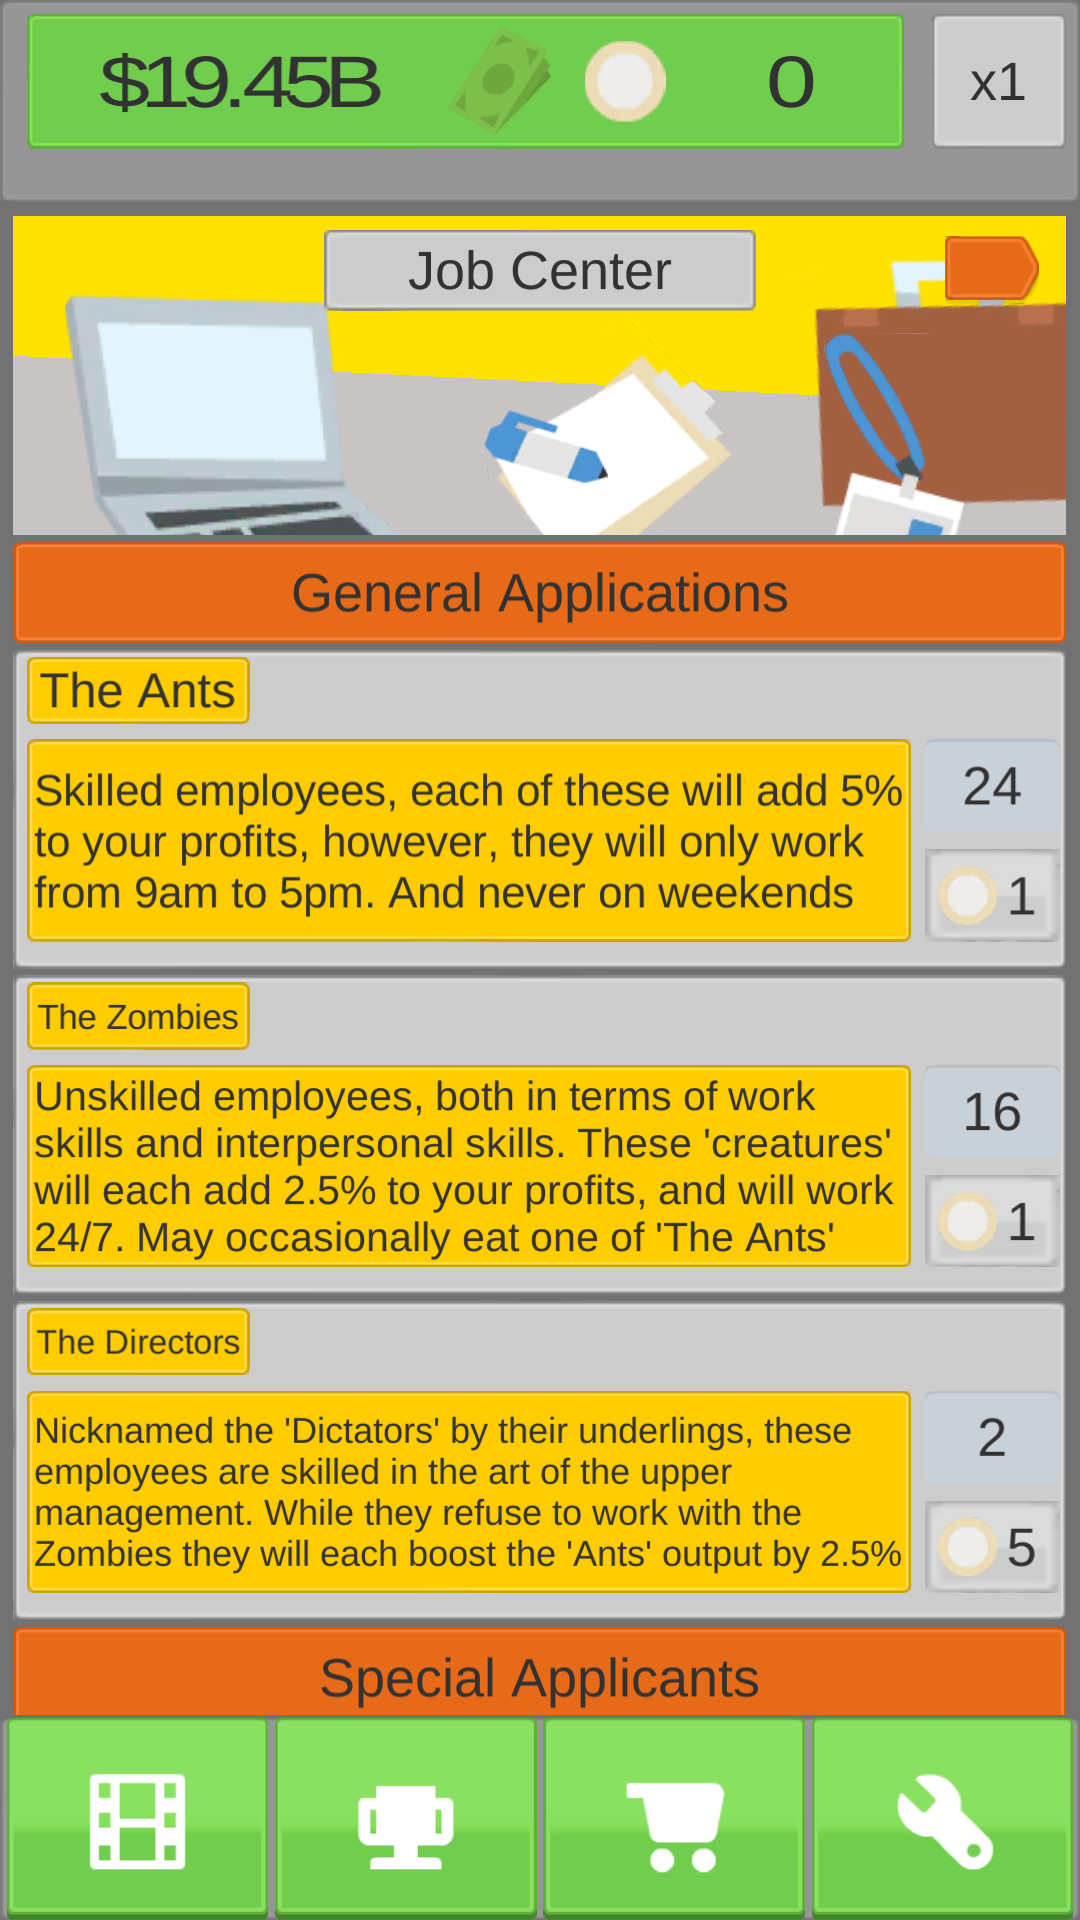 $19.45B 0 x1
Job Center
General Applications
The Ants
Skilled employees, each of these will add 5%
to your profits, however, they will only work
from 9am to 5pm. And never on weekends
24
1
The Zombies
Unskilled employees, both in terms of work
skills and interpersonal skills. These 'creatures'
will each add 2.5% to your profits, and will work
24/7. May occasionally eat one of 'The Ants'
16
1
The Directors
Nicknamed the 'Dictators' by their underlings, these
employees are skilled in the art of the upper
management. While they refuse to work with the
Zombies they will each boost the 'Ants' output by 2.5%
2
5
Special Applicants